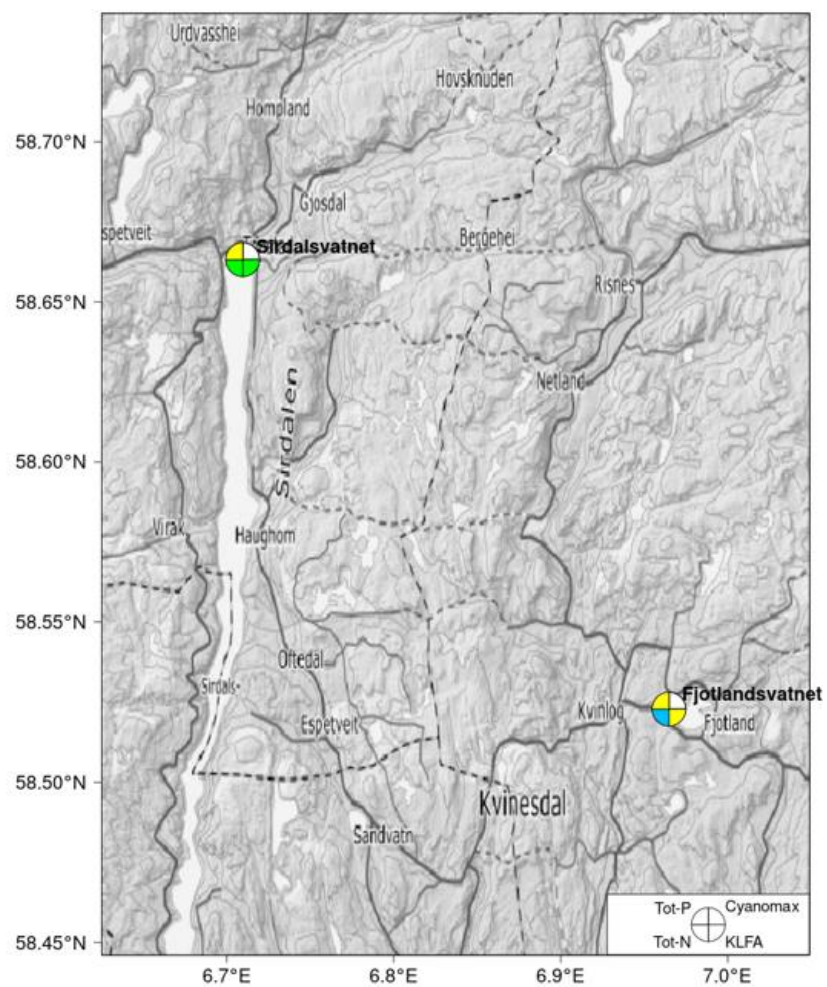 Urdvasshei
Hovsknuden
Hompland
58.70°N
Gjosdal
spetveit
Sirdalsvatnet
Bergehei
58.65°N
Risnes
Netland
Sirdalen
58.60°N
Virak
Haughom
58.55°N
Oftedal
Sirdals
Fjotlandsvatnet
Kvinlog
Fjotland
Espetveit
58.50°N
Kvinesdal
Sandvatn
Tot-P Cyanomax
Tot-N KLFA
58.45°N
6.7°E 6.8°E 6.9°E 7.0°E